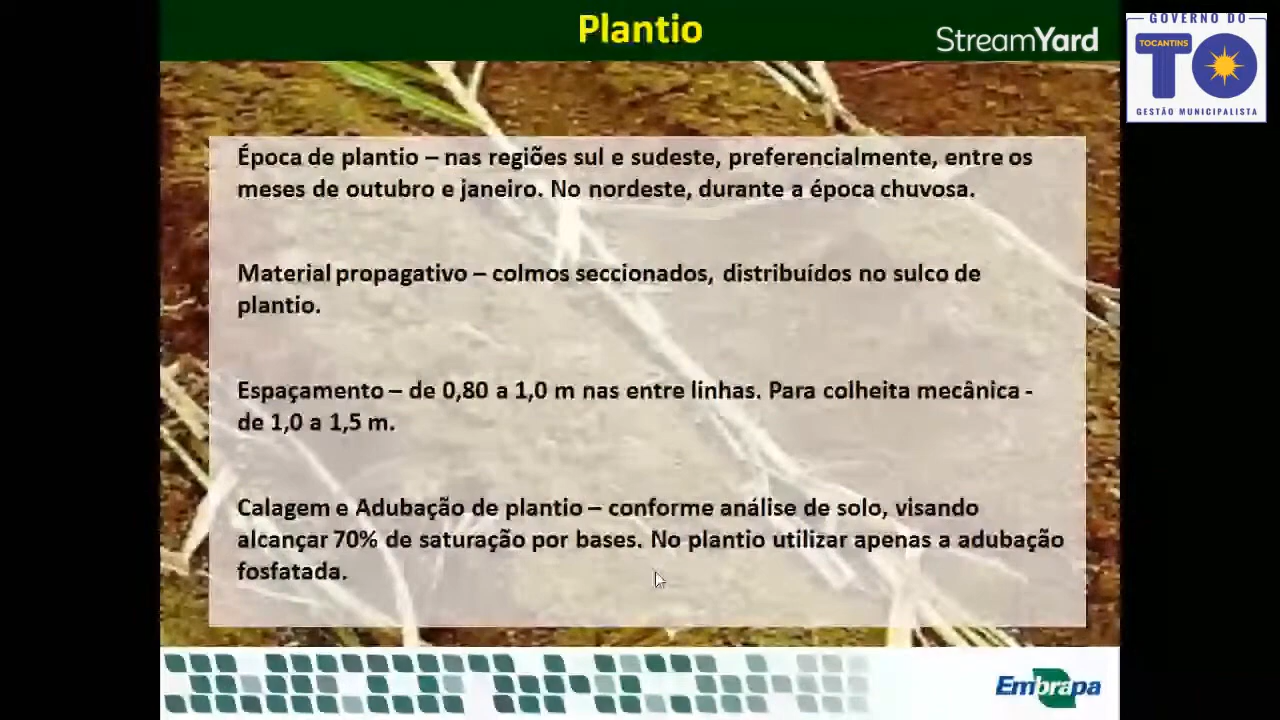 Plantio
StreamYard
GOVERNO DO
TOCANTINS
TO
GESTÃO MUNICIPALISTA
Época de plantio – nas regiões sul e sudeste, preferencialmente, entre os
meses de outubro e janeiro. No nordeste, durante a época chuvosa.
Material propagativo – colmos seccionados, distribuídos no sulco de
plantio.
Espaçamento – de 0,80 a 1,0 m nas entre linhas. Para colheita mecânica -
de 1,0 a 1,5 m.
Calagem e Adubação de plantio – conforme análise de solo, visando
alcançar 70% de saturação por bases. No plantio utilizar apenas a adubação
fosfatada.
Embrapa